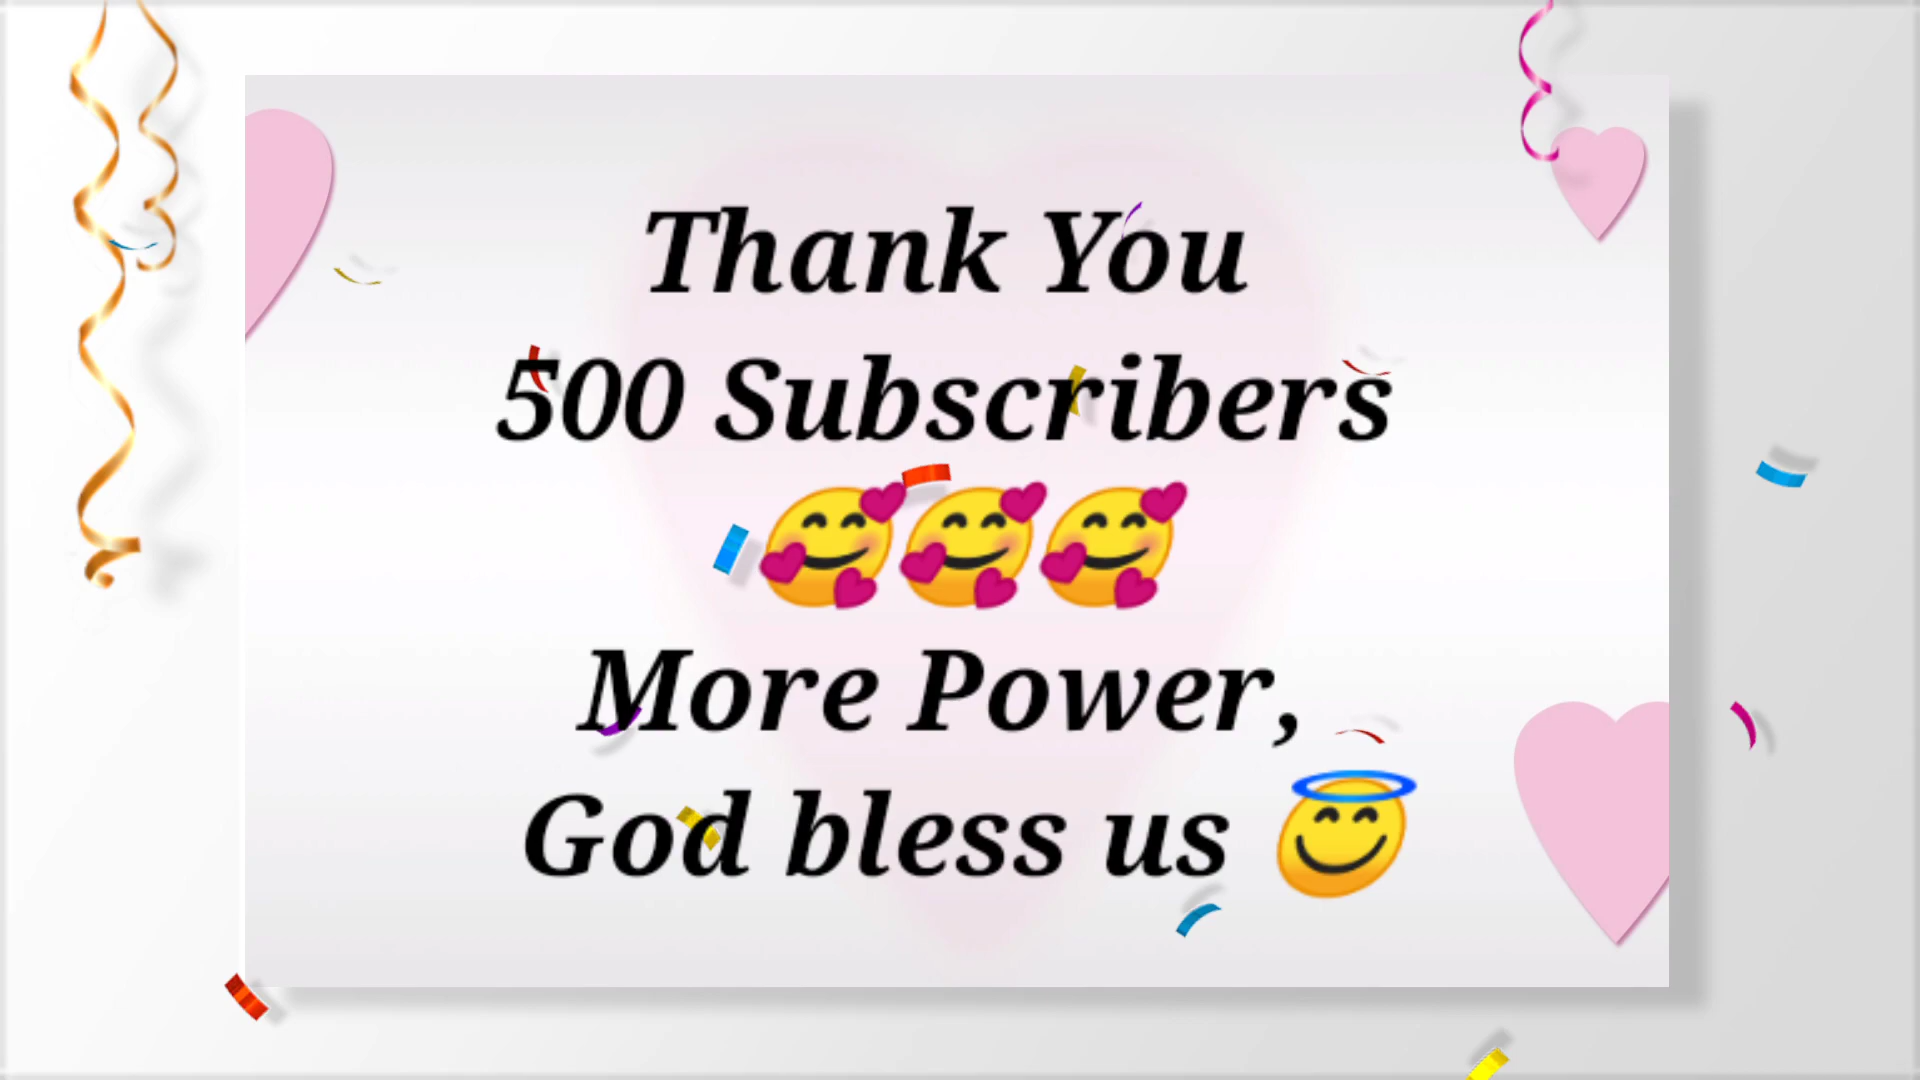 Thank You
500 Subscribers
🥰🥰🥰
More Power,
God bless us 😇